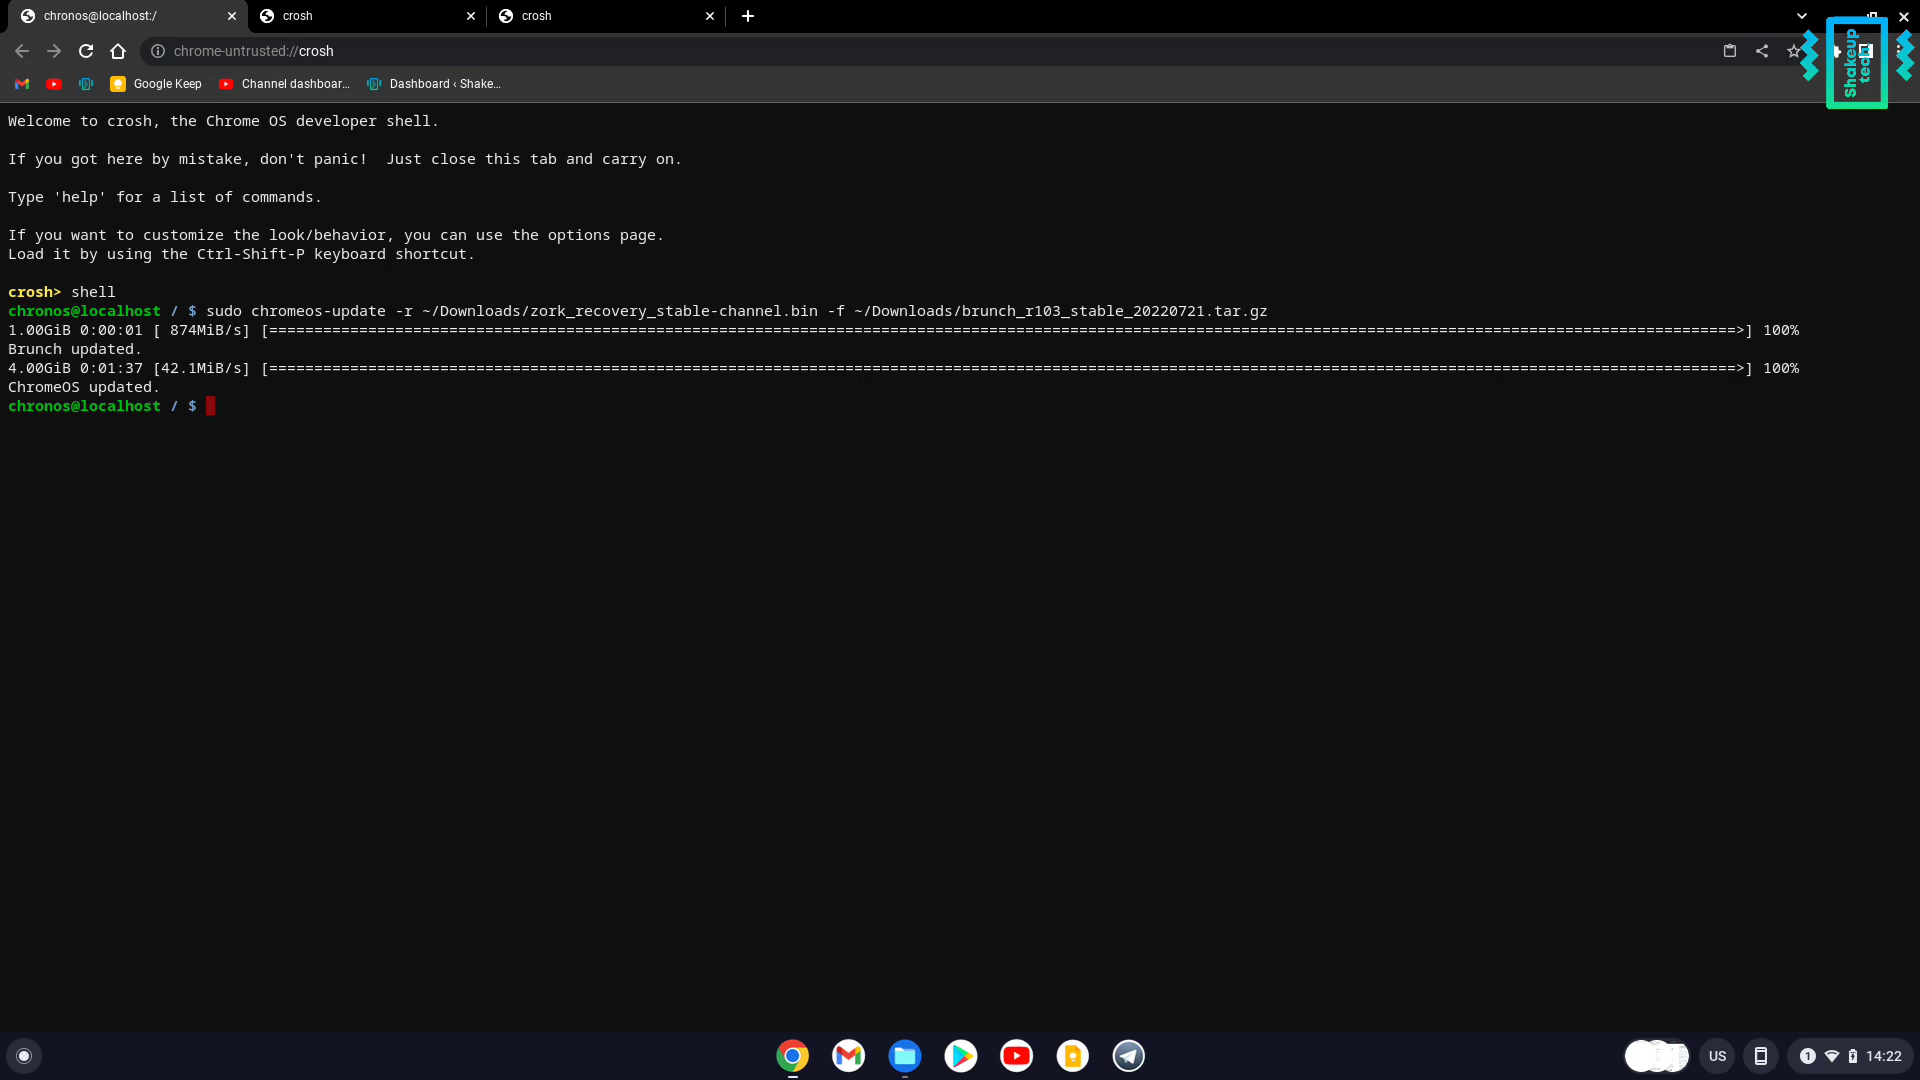 chronos@localhost:/
crosh
crosh
chrome-untrusted://crosh
Google Keep
Channel dashboar...
Dashboard ‹ Shake...
Shakeup
tech
Welcome to crosh, the Chrome OS developer shell.
If you got here by mistake, don't panic!  Just close this tab and carry on.
Type 'help' for a list of commands.
If you want to customize the look/behavior, you can use the options page.
Load it by using the Ctrl-Shift-P keyboard shortcut.
crosh> shell
chronos@localhost / $ sudo chromeos-update -r ~/Downloads/zork_recovery_stable-channel.bin -f ~/Downloads/brunch_r103_stable_20220721.tar.gz
1.00GiB 0:00:01 [ 874MiB/s] [===================================================================================================================================================================>] 100%
Brunch updated.
4.00GiB 0:01:37 [42.1MiB/s] [===================================================================================================================================================================>] 100%
ChromeOS updated.
chronos@localhost / $
US
1
14:22